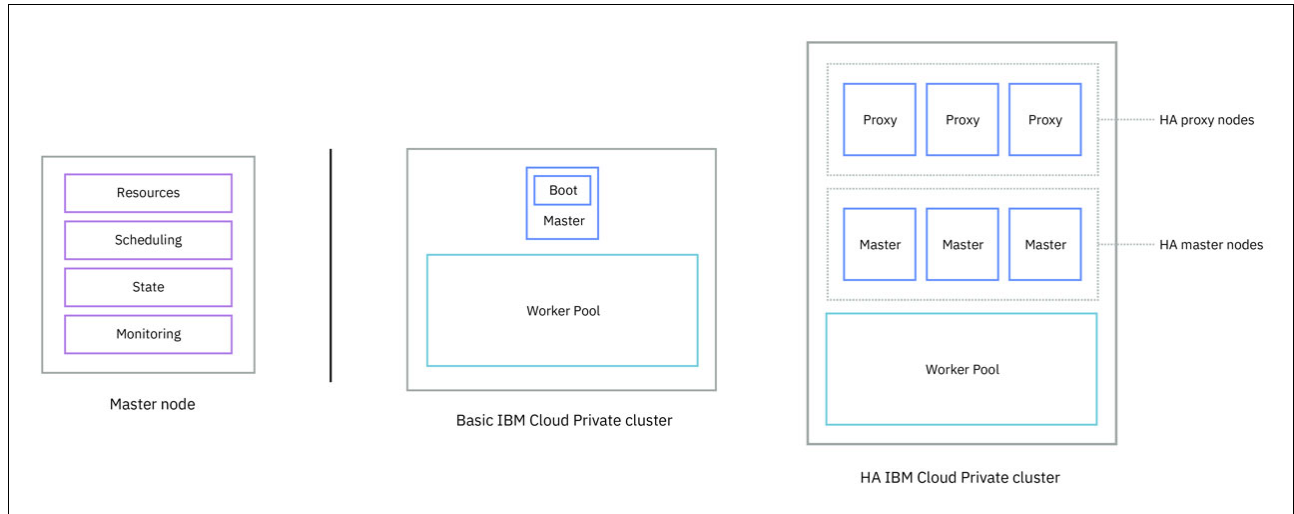 Resources
Scheduling
State
Monitoring
Master node
Boot
Master
Worker Pool
Basic IBM Cloud Private cluster
Proxy Proxy Proxy
HA proxy nodes
Master Master Master
HA master nodes
Worker Pool
HA IBM Cloud Private cluster